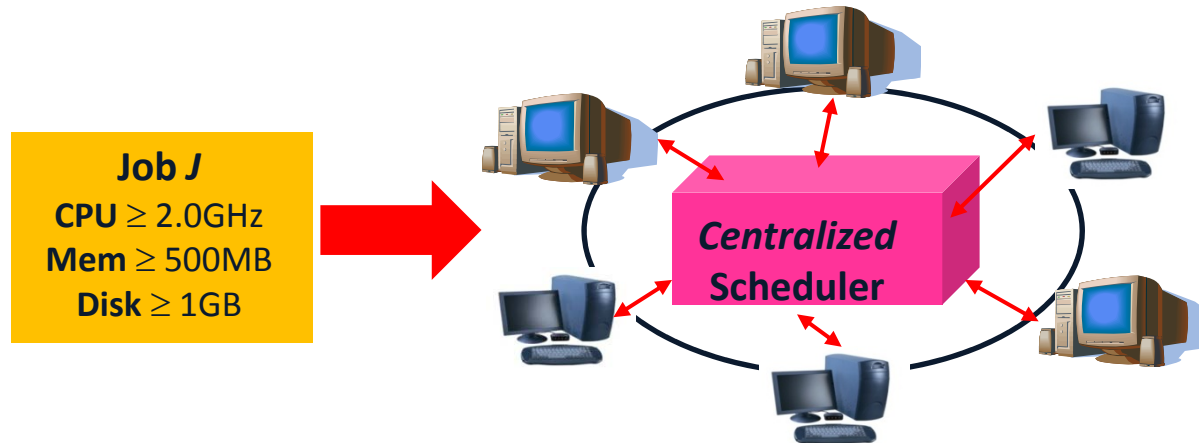 Job J
CPU ≥ 2.0GHz
Mem ≥ 500MB
Disk ≥ 1GB
Centralized
Scheduler